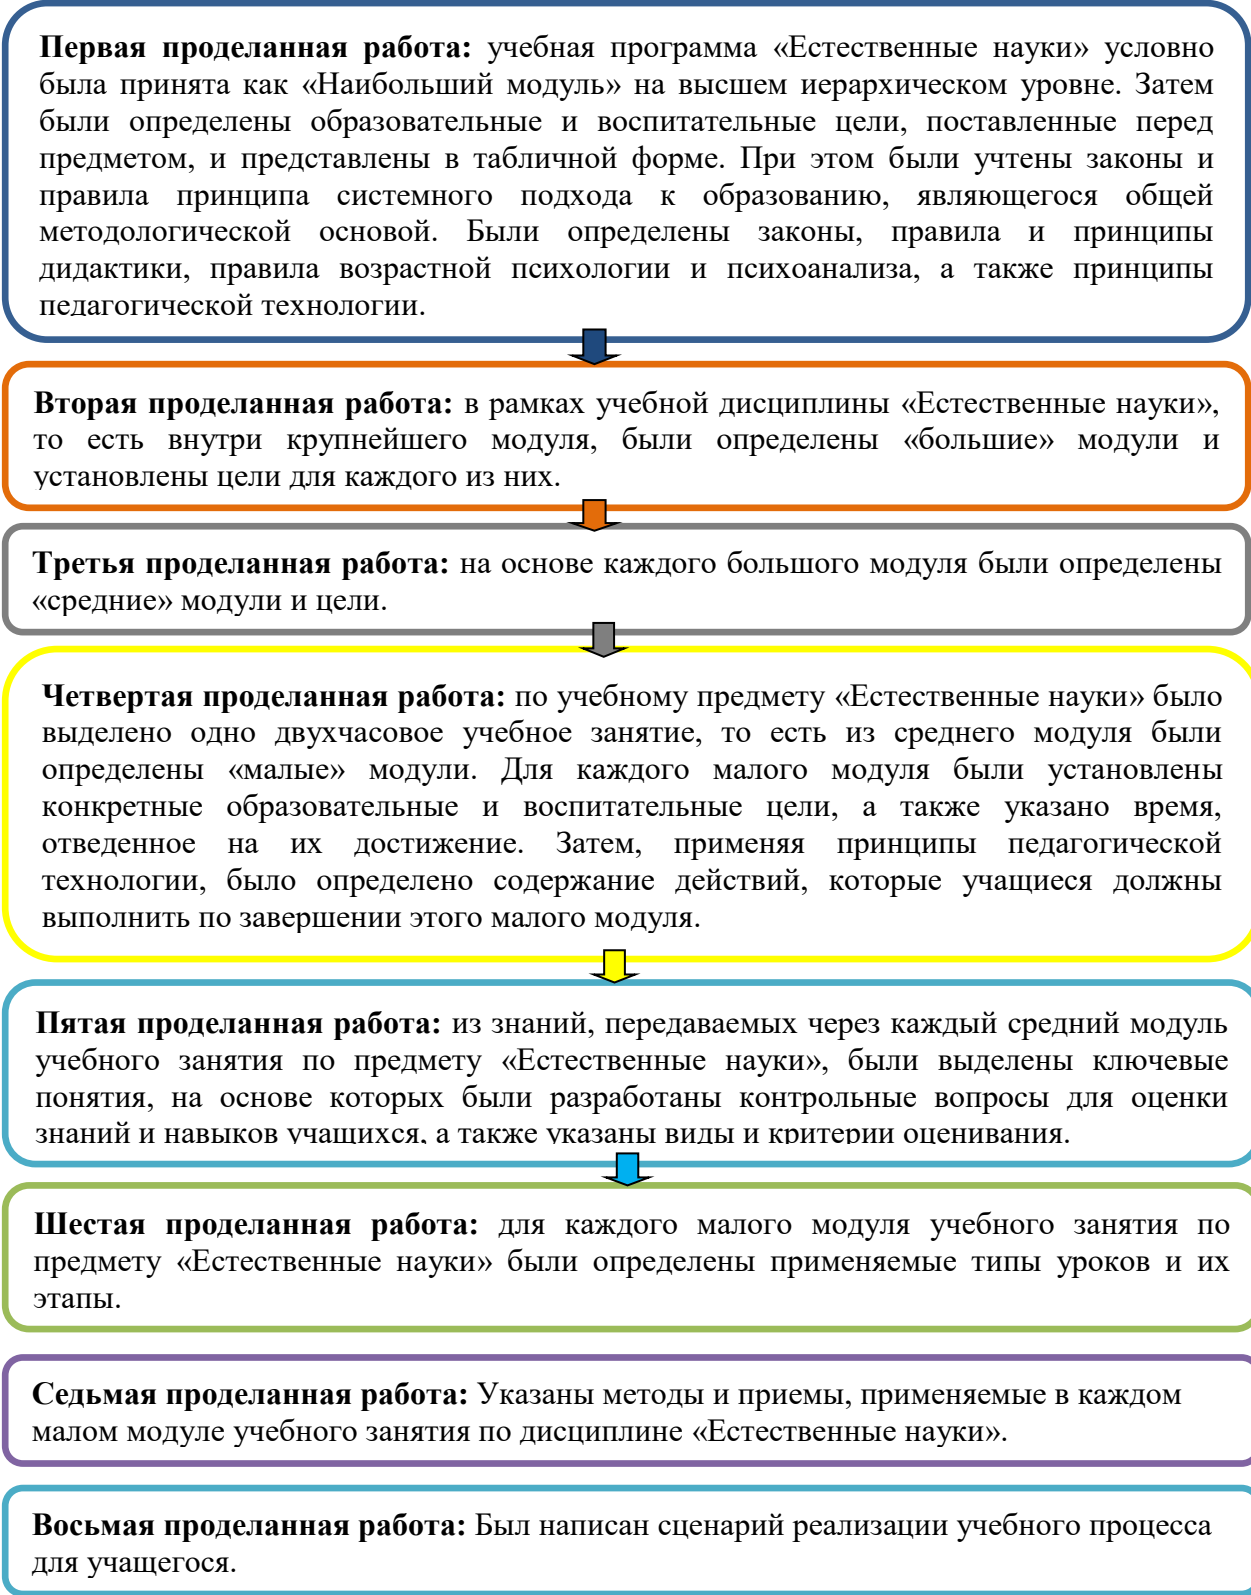 Первая проделанная работа: учебная программа «Естественные науки» условно
была принята как «Наибольший модуль» на высшем иерархическом уровне. Затем
были определены образовательные и воспитательные цели, поставленные перед
предметом, и представлены в табличной форме. При этом были учтены законы и
правила принципа системного подхода к образованию, являющегося общей
методологической основой. Были определены законы, правила и принципы
дидактики, правила возрастной психологии и психоанализа, а также принципы
педагогической технологии.
Вторая проделанная работа: в рамках учебной дисциплины «Естественные науки»,
то есть внутри крупнейшего модуля, были определены «большие» модули и
установлены цели для каждого из них.
Третья проделанная работа: на основе каждого большого модуля были определены
«средние» модули и цели.
Четвертая проделанная работа: по учебному предмету «Естественные науки» было
выделено одно двухчасовое учебное занятие, то есть из среднего модуля были
определены «малые» модули. Для каждого малого модуля были установлены
конкретные образовательные и воспитательные цели, а также указано время,
отведенное на их достижение. Затем, применяя принципы педагогической
технологии, было определено содержание действий, которые учащиеся должны
выполнить по завершении этого малого модуля.
Пятая проделанная работа: из знаний, передаваемых через каждый средний модуль
учебного занятия по предмету «Естественные науки», были выделены ключевые
понятия, на основе которых были разработаны контрольные вопросы для оценки
знаний и навыков учащихся, а также указаны виды и критерии оценивания.
Шестая проделанная работа: для каждого малого модуля учебного занятия по
предмету «Естественные науки» были определены применяемые типы уроков и их
этапы.
Седьмая проделанная работа: Указаны методы и приемы, применяемые в каждом
малом модуле учебного занятия по дисциплине «Естественные науки».
Восьмая проделанная работа: Был написан сценарий реализации учебного процесса
для учащегося.